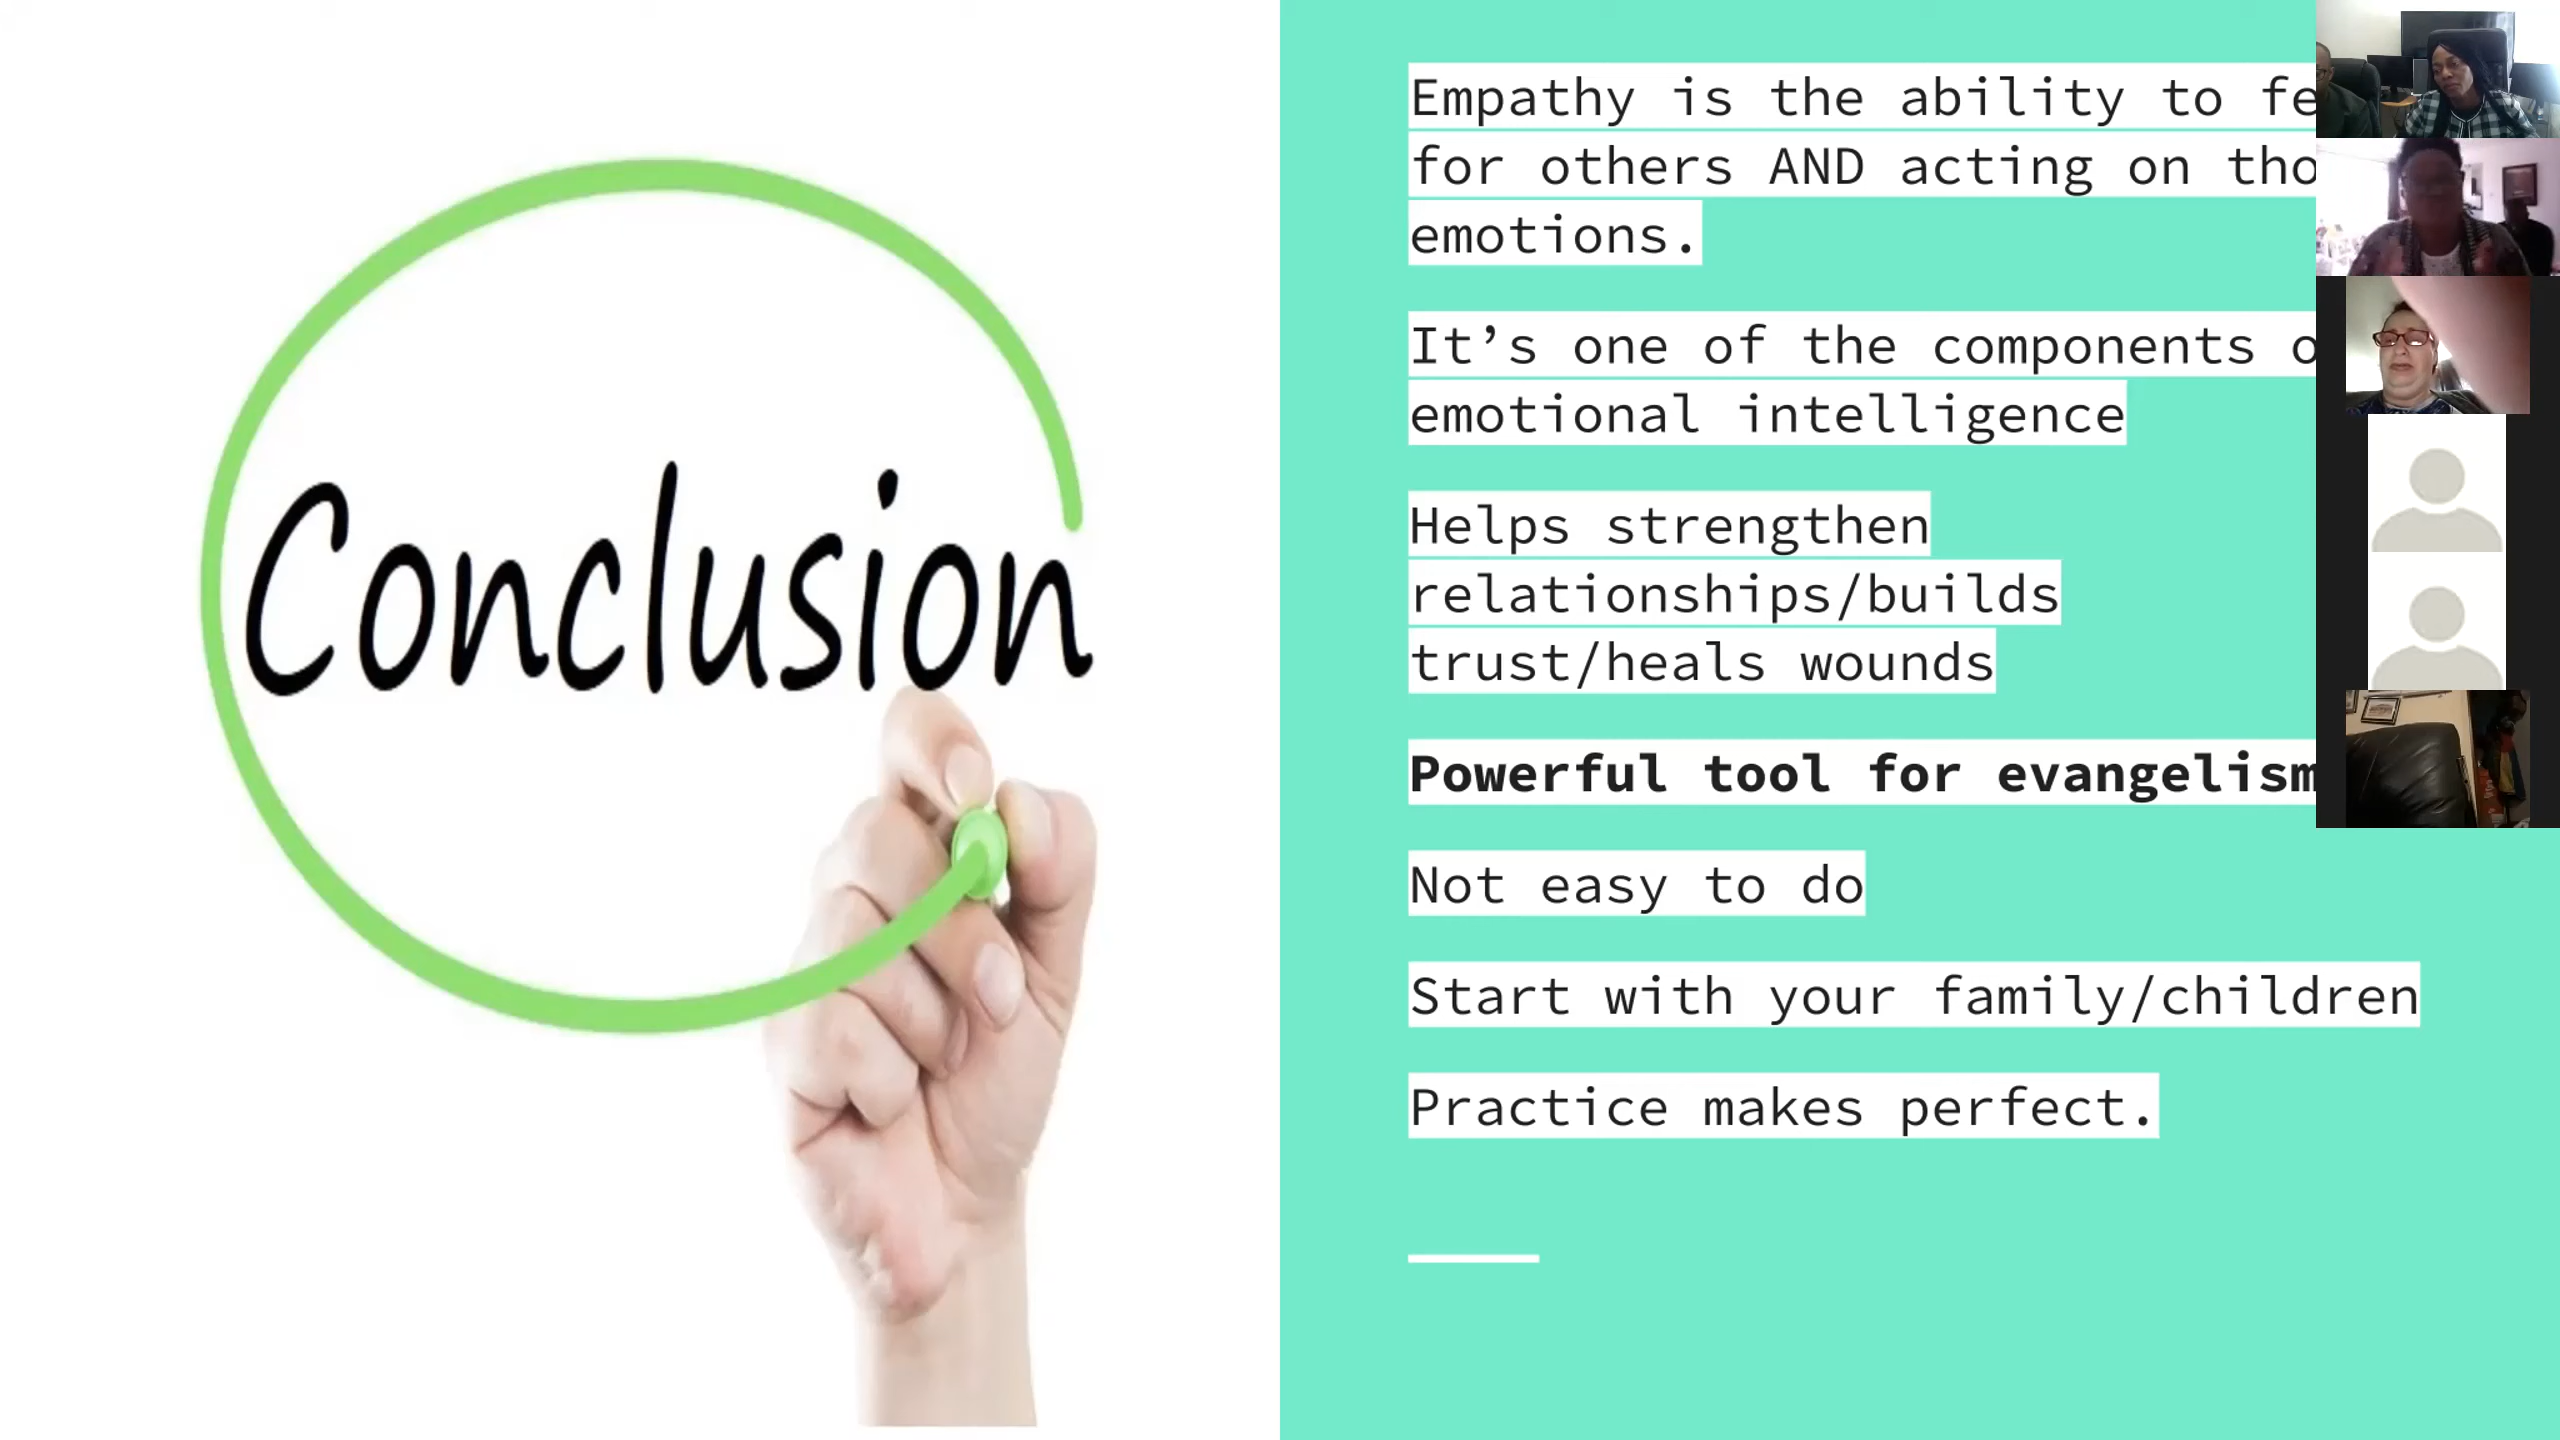 Conclusion
Empathy is the ability to
for others AND acting on
emotions.
It’s one of the components
emotional intelligence
Helps strengthen
relationships/builds
trust/heals wounds
Powerful tool for evangelism
Not easy to do
Start with your family/children
Practice makes perfect.